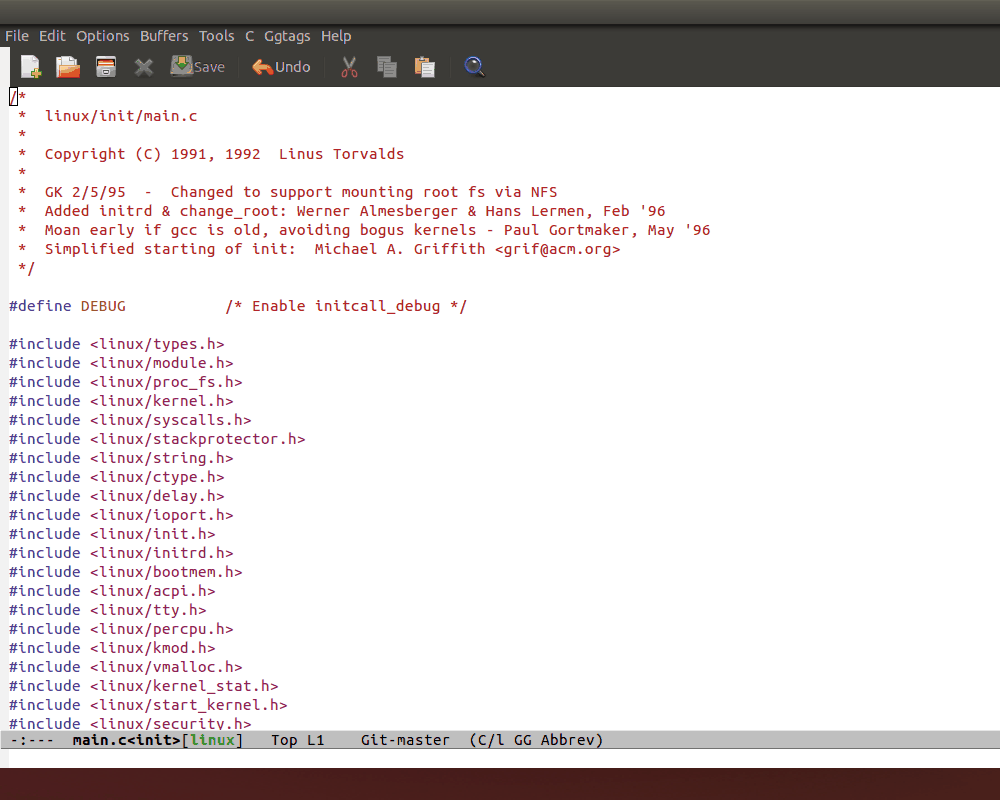 File Edit Options Buffers Tools C Ggtags Help
Save Undo
/*
 *  linux/init/main.c
 *
 *  Copyright (C) 1991, 1992  Linus Torvalds
 *
 *  GK 2/5/95  -  Changed to support mounting root fs via NFS
 *  Added initrd & change_root: Werner Almesberger & Hans Lermen, Feb '96
 *  Moan early if gcc is old, avoiding bogus kernels - Paul Gortmaker, May '96
 *  Simplified starting of init:  Michael A. Griffith <grif@acm.org>
 */
#define DEBUG           /* Enable initcall_debug */
#include <linux/types.h>
#include <linux/module.h>
#include <linux/proc_fs.h>
#include <linux/kernel.h>
#include <linux/syscalls.h>
#include <linux/stackprotector.h>
#include <linux/string.h>
#include <linux/ctype.h>
#include <linux/delay.h>
#include <linux/ioport.h>
#include <linux/init.h>
#include <linux/initrd.h>
#include <linux/bootmem.h>
#include <linux/acpi.h>
#include <linux/tty.h>
#include <linux/percpu.h>
#include <linux/kmod.h>
#include <linux/vmalloc.h>
#include <linux/kernel_stat.h>
#include <linux/start_kernel.h>
#include <linux/security.h>
-:---  main.c<init>[linux]   Top L1    Git-master  (C/l GG Abbrev)